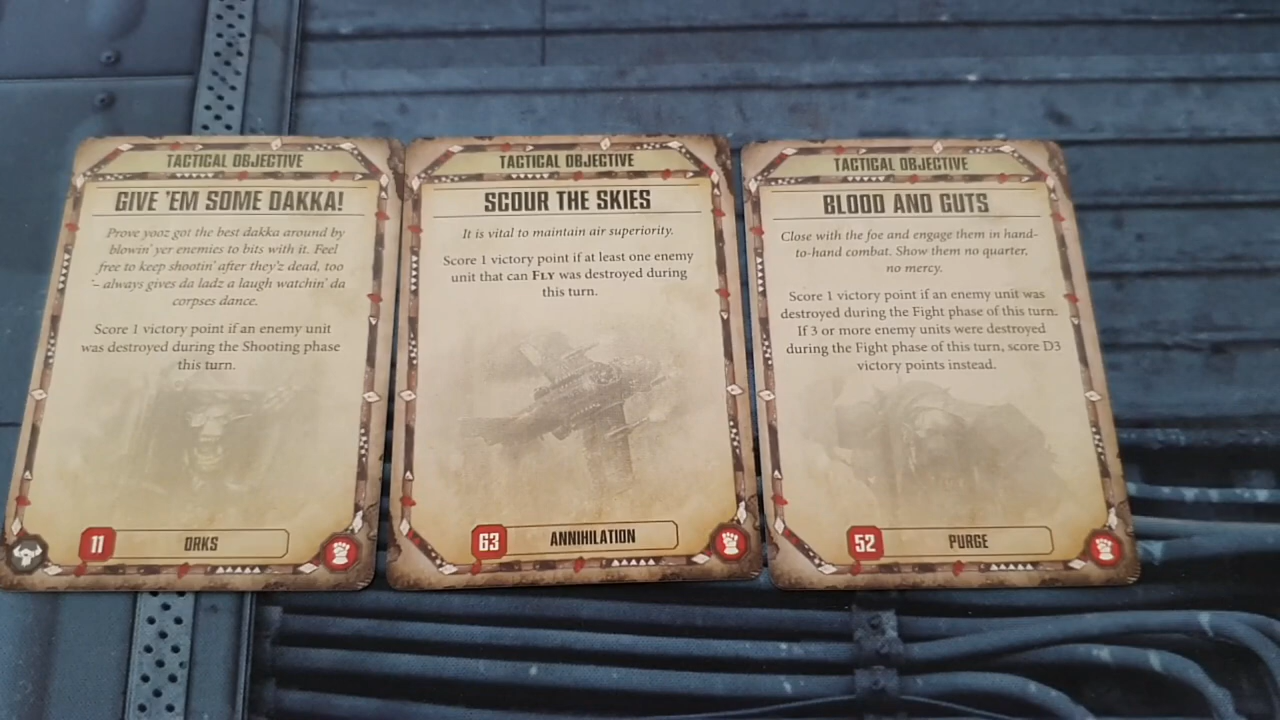 TACTICAL OBJECTIVE
GIVE 'EM SOME DAKKA!
Prove yooz got the best dakka around by
blowin' yer enemies to bits with it. Feel
free to keep shootin' after they'z dead, too
– always gives da ladz a laugh watchin' da
corpses dance.
Score 1 victory point if an enemy unit
was destroyed during the Shooting phase
this turn.
11
ORKS
TACTICAL OBJECTIVE
SCOUR THE SKIES
It is vital to maintain air superiority.
Score 1 victory point if at least one enemy
unit that can FLY was destroyed during
this turn.
63
ANNIHILATION
TACTICAL OBJECTIVE
BLOOD AND GUTS
Close with the foe and engage them in hand-
to-hand combat. Show them no quarter,
no mercy.
Score 1 victory point if an enemy unit was
destroyed during the Fight phase of this turn.
If 3 or more enemy units were destroyed
during the Fight phase of this turn, score D3
victory points instead.
52
PURGE